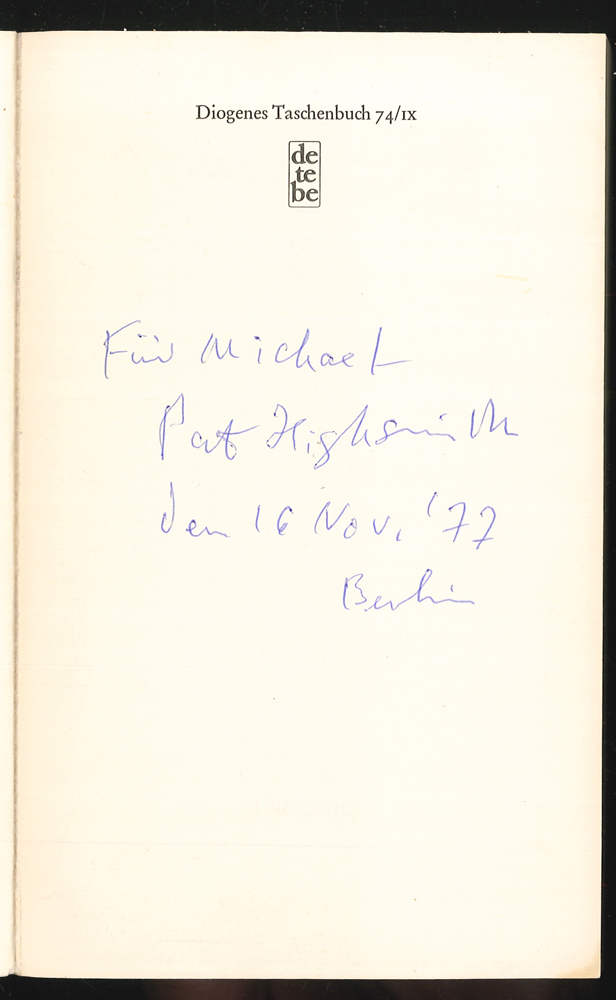 Diogenes Taschenbuch 74/IX
de
te
be
Für Michael
Pat Highsmith
den 16 Nov, '77
Berlin